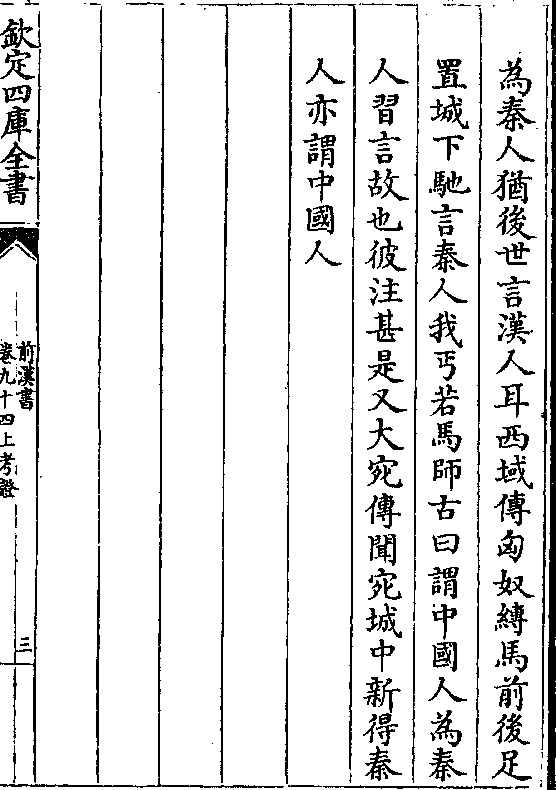 為秦人猶後世言漢人耳西域傳匈奴縛馬前後足
置城下馳言秦人我丐若馬師古曰謂中國人為秦
人習言故也彼注甚是又大宛傳聞宛城中新得秦
人亦謂中國人
欽定四庫全書
前漢書
卷九十四上考證
三